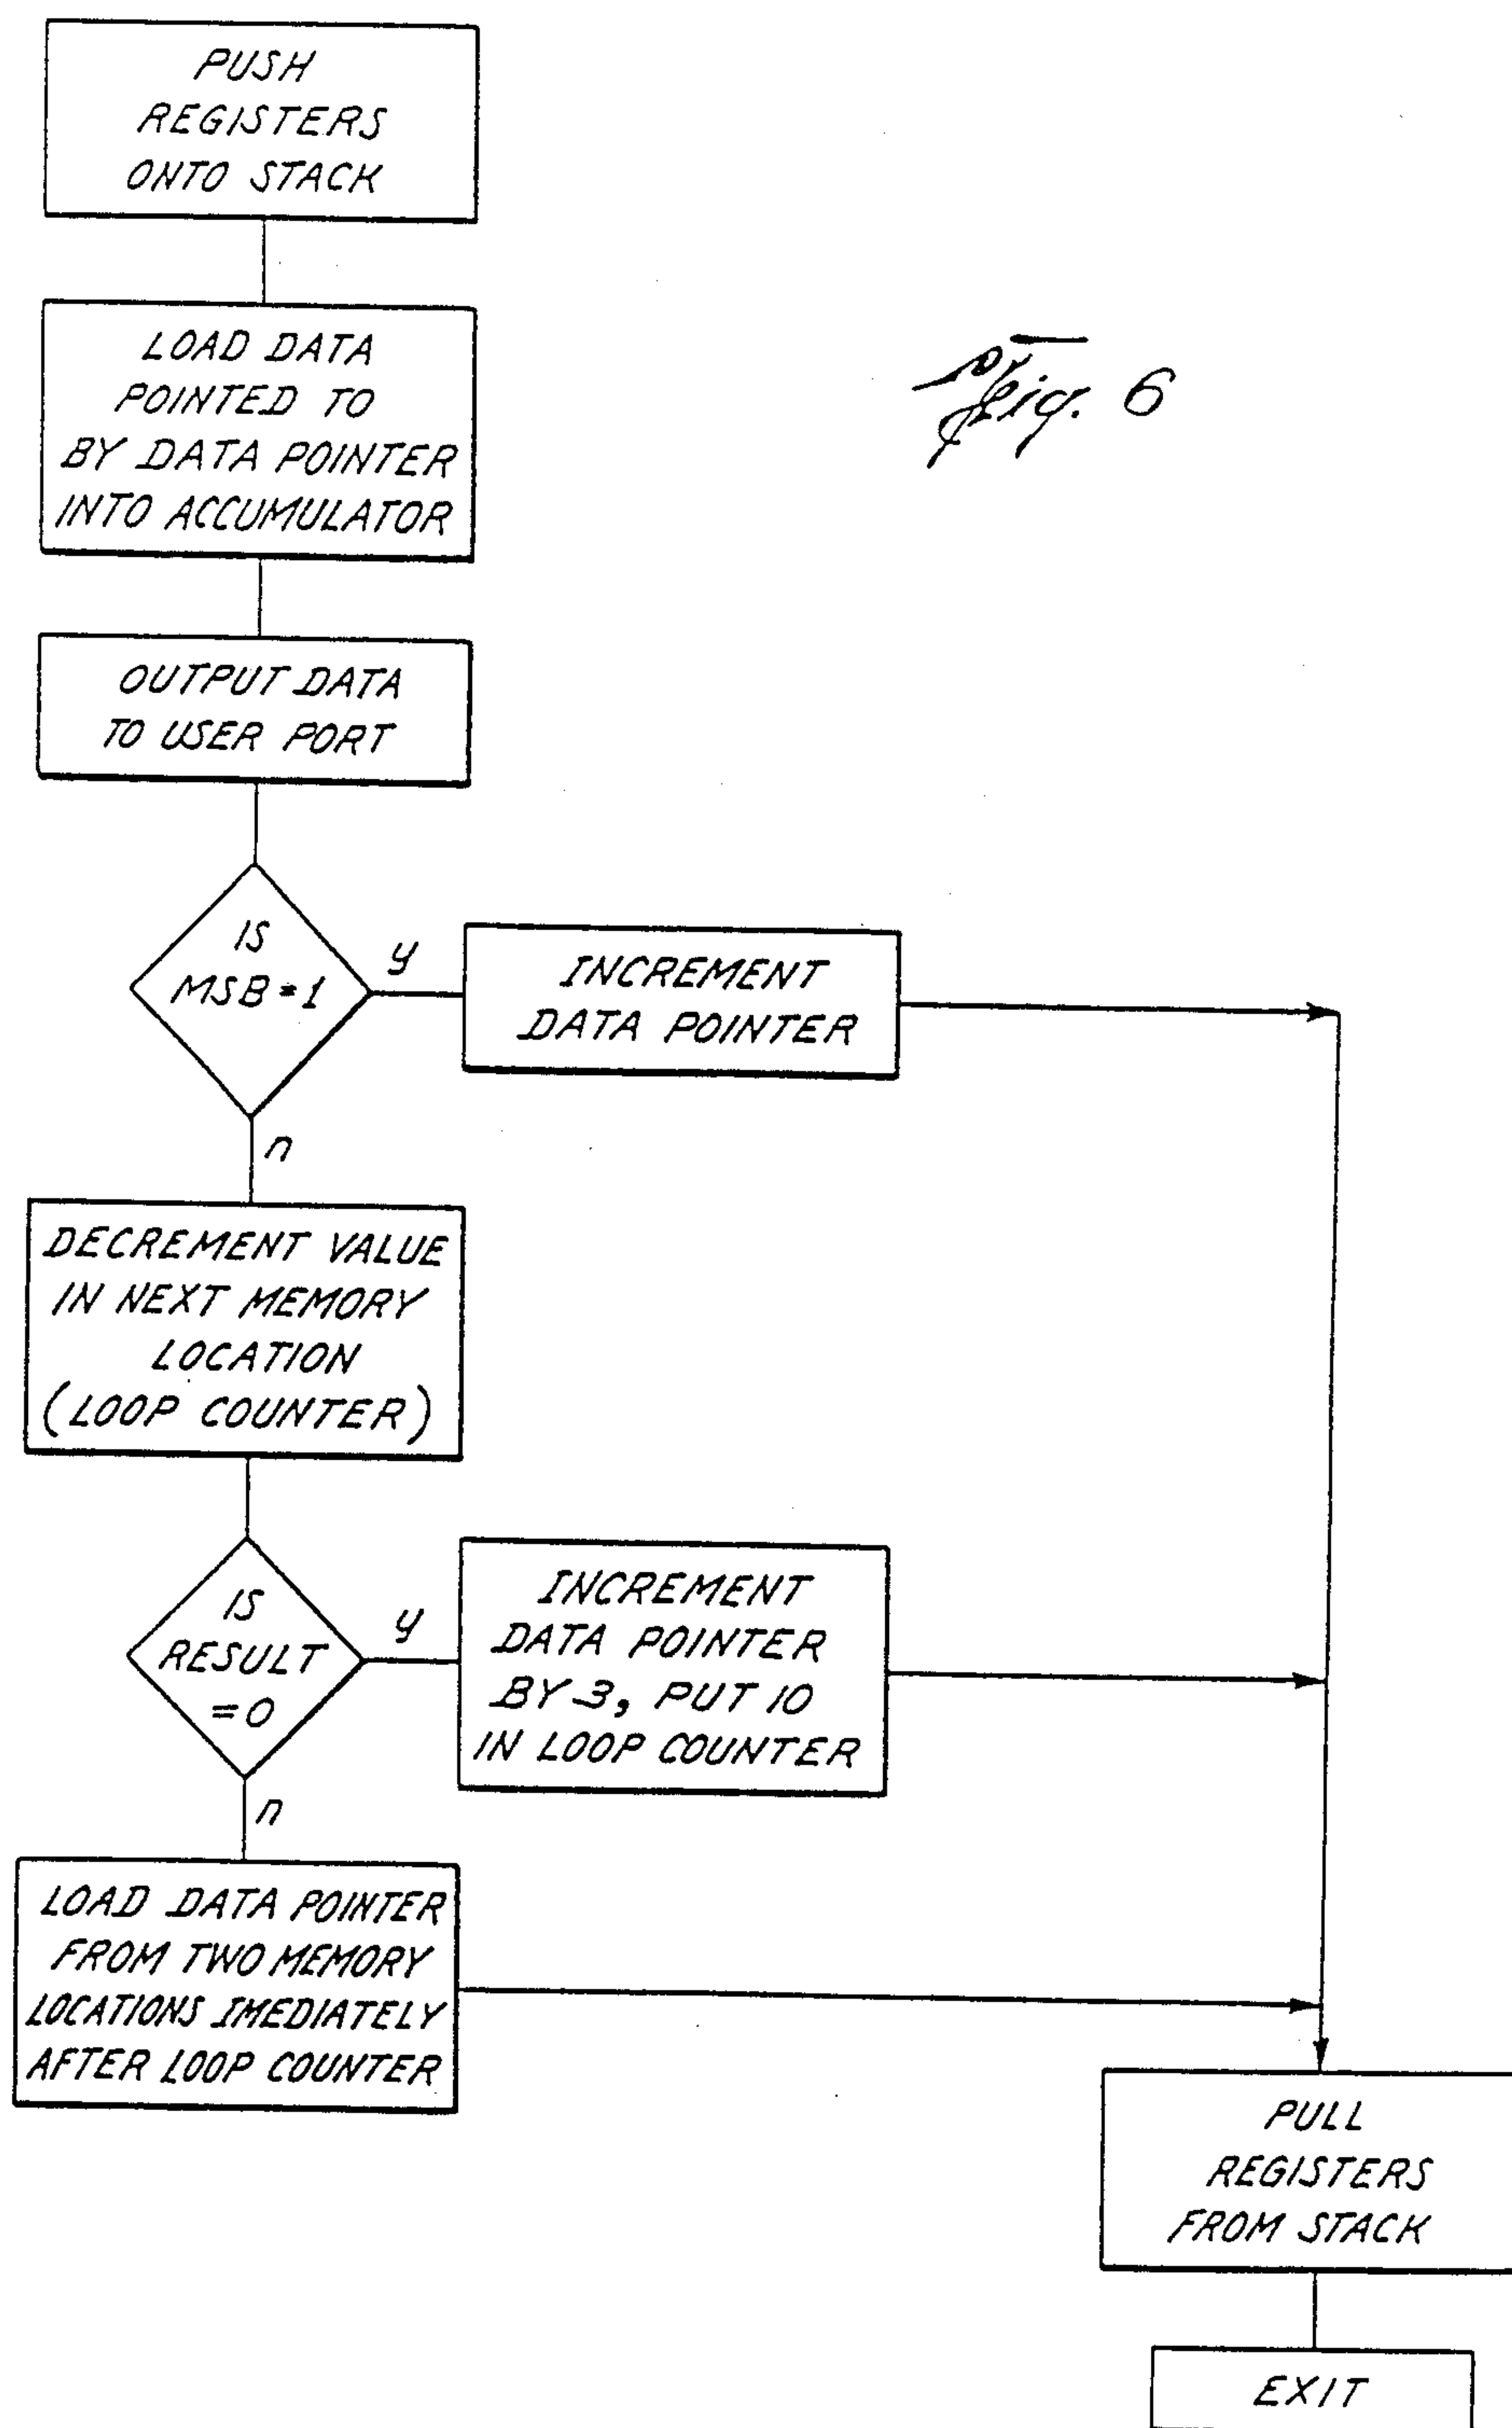 PUSH
REGISTERS
ONTO STACK
LOAD DATA
POINTED TO
BY DATA POINTER
INTO ACCUMULATOR
Fig. 6
OUTPUT DATA
TO USER PORT
IS
MSB=1
y
INCREMENT
DATA POINTER
n
DECREMENT VALUE
IN NEXT MEMORY
LOCATION
(LOOP COUNTER)
IS
RESULT
=0
y
INCREMENT
DATA POINTER
BY 3, PUT 10
IN LOOP COUNTER
n
LOAD DATA POINTER
FROM TWO MEMORY
LOCATIONS IMEDIATELY
AFTER LOOP COUNTER
PULL
REGISTERS
FROM STACK
EXIT